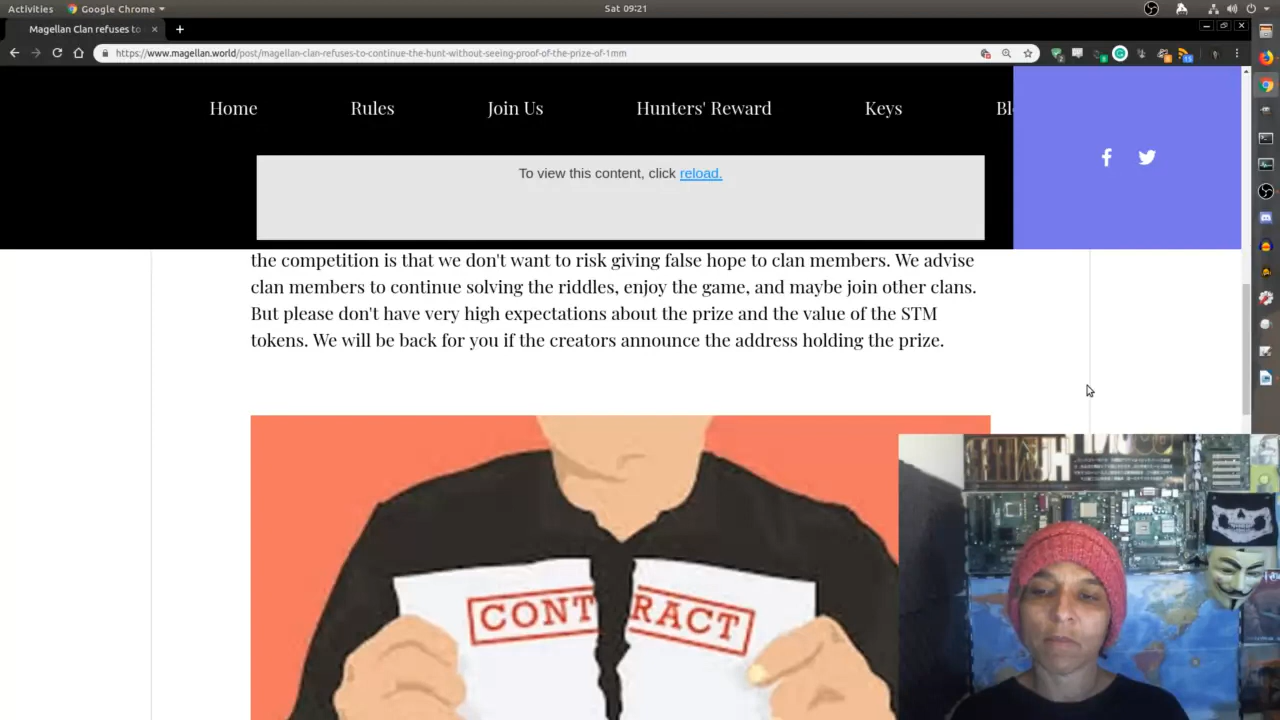 Activities
Google Chrome
Sat 09:21
Magellan Clan refuses to
https://www.magellan.world/post/magellan-clan-refuses-to-continue-the-hunt-without-seeing-proof-of-the-prize-of-1mm
Home Rules Join Us Hunters' Reward Keys Bl
To view this content, click reload.
the competition is that we don't want to risk giving false hope to clan members. We advise
clan members to continue solving the riddles, enjoy the game, and maybe join other clans.
But please don't have very high expectations about the prize and the value of the STM
tokens. We will be back for you if the creators announce the address holding the prize.
CONTRACT